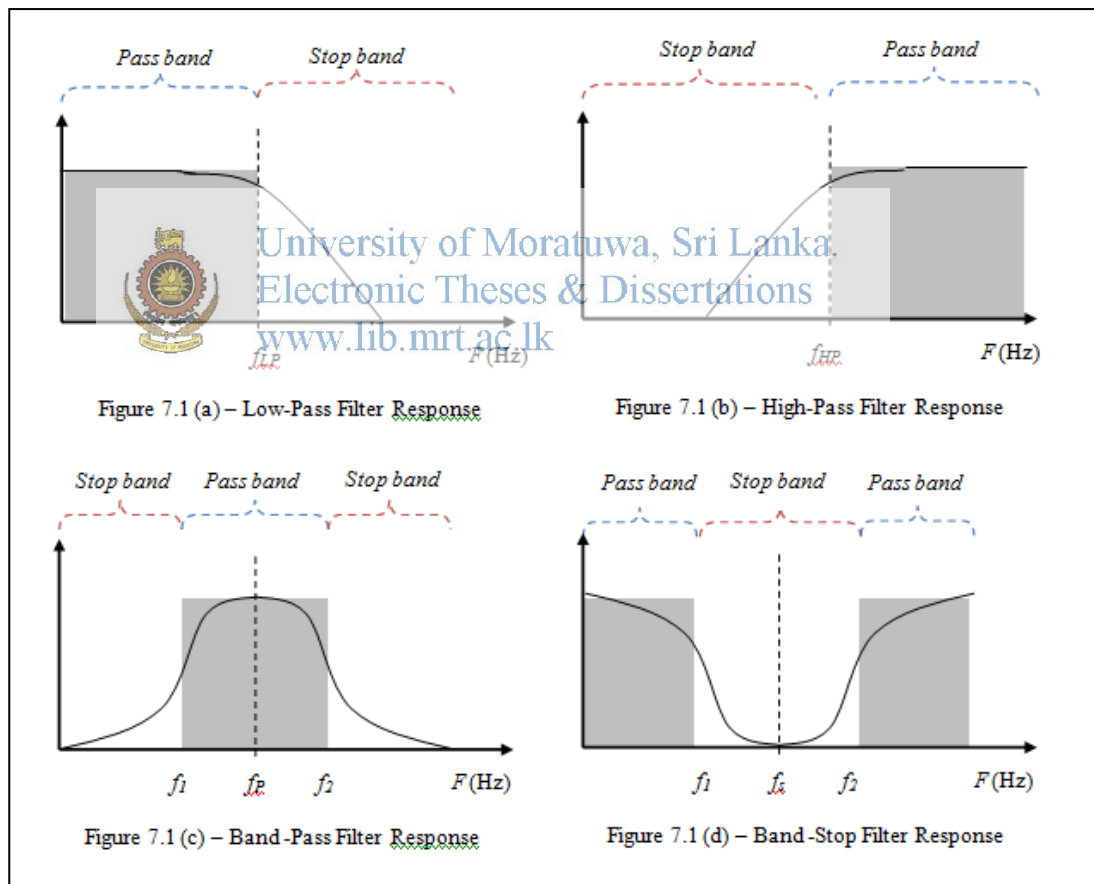 Pass band
Stop band
Stop band
Pass band
University of Moratuwa, Sri Lanka.
Electronic Theses & Dissertations
www.lib.mrt.ac.lk
fLP
F (Hz)
fHP
F (Hz)
Figure 7.1 (a) – Low-Pass Filter Response
Figure 7.1 (b) – High-Pass Filter Response
Stop band
Pass band
Stop band
Pass band
Stop band
Pass band
f1
fP
f2
F (Hz)
f1
fs
f2
F (Hz)
Figure 7.1 (c) – Band -Pass Filter Response
Figure 7.1 (d) – Band -Stop Filter Response